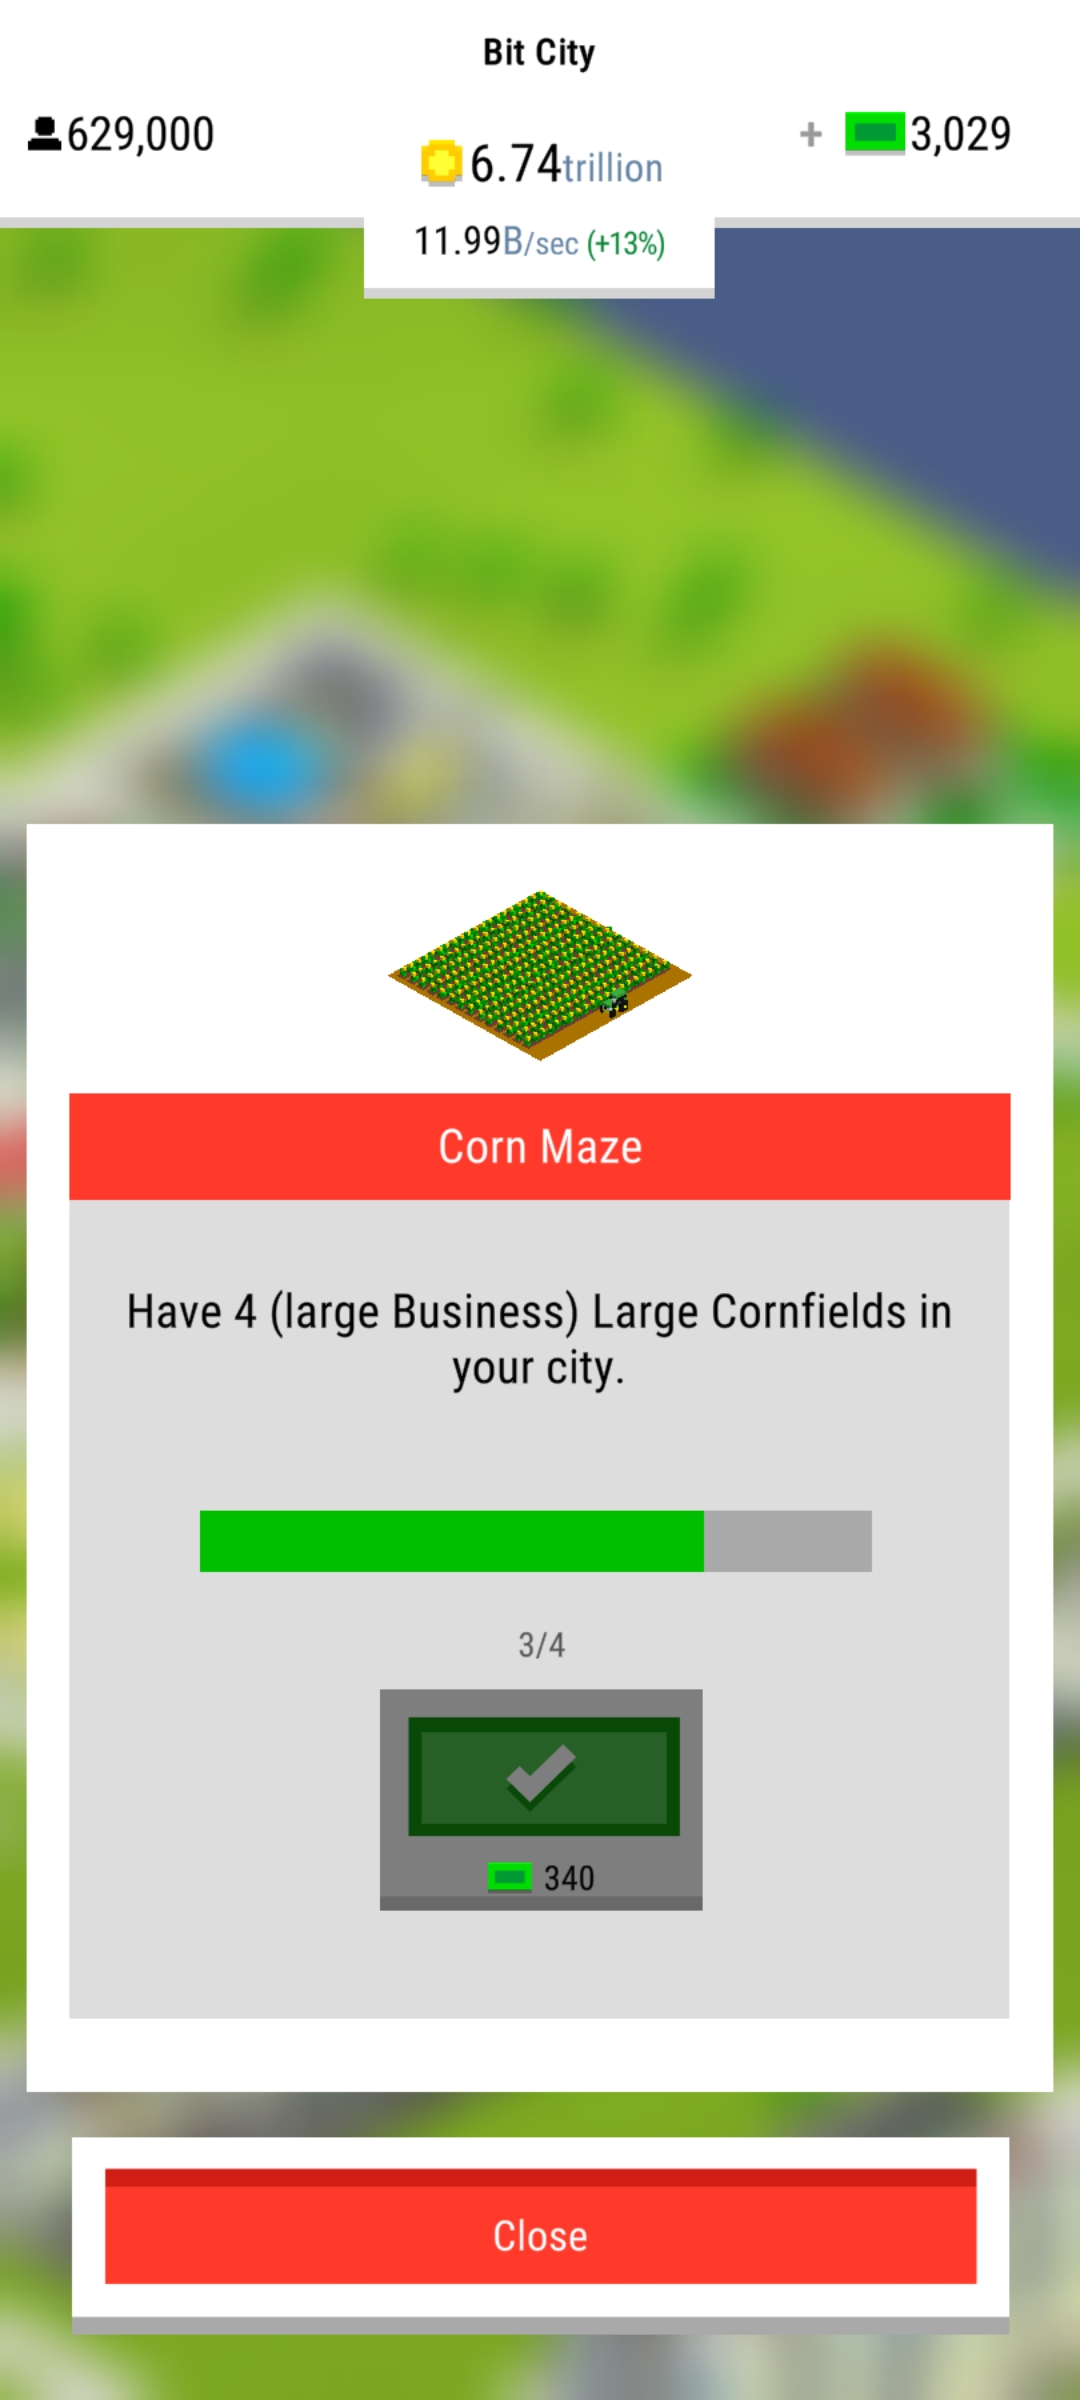 Bit City
629,000
6.74trillion
+ 3,029
11.99B/sec (+13%)
Corn Maze
Have 4 (large Business) Large Cornfields in
your city.
3/4
340
Close